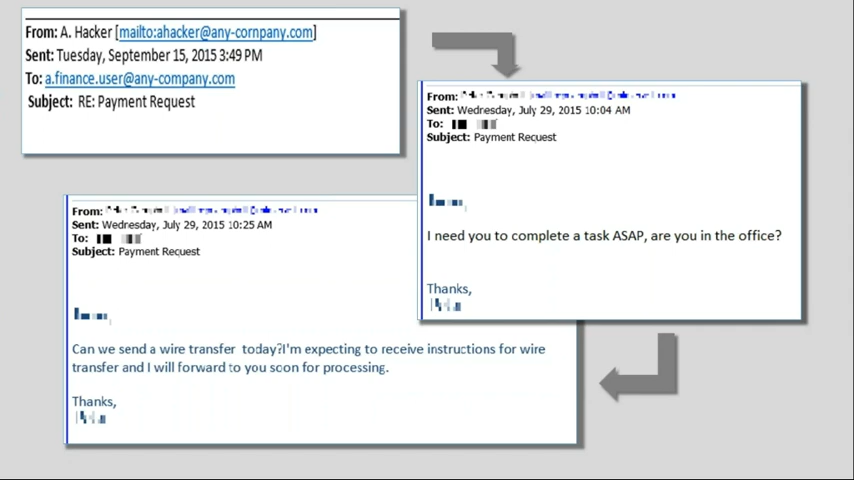 From: A. Hacker [mailto:ahacker@any-cornpany.com]
Sent: Tuesday, September 15, 2015 3:49 PM
To: a.finance.user@any-company.com
Subject: RE: Payment Request
From:
Sent: Wednesday, July 29, 2015 10:04 AM
To:
Subject: Payment Request
I need you to complete a task ASAP, are you in the office?
Thanks,
From:
Sent: Wednesday, July 29, 2015 10:25 AM
To:
Subject: Payment Request
Can we send a wire transfer today?I'm expecting to receive instructions for wire
transfer and I will forward to you soon for processing.
Thanks,